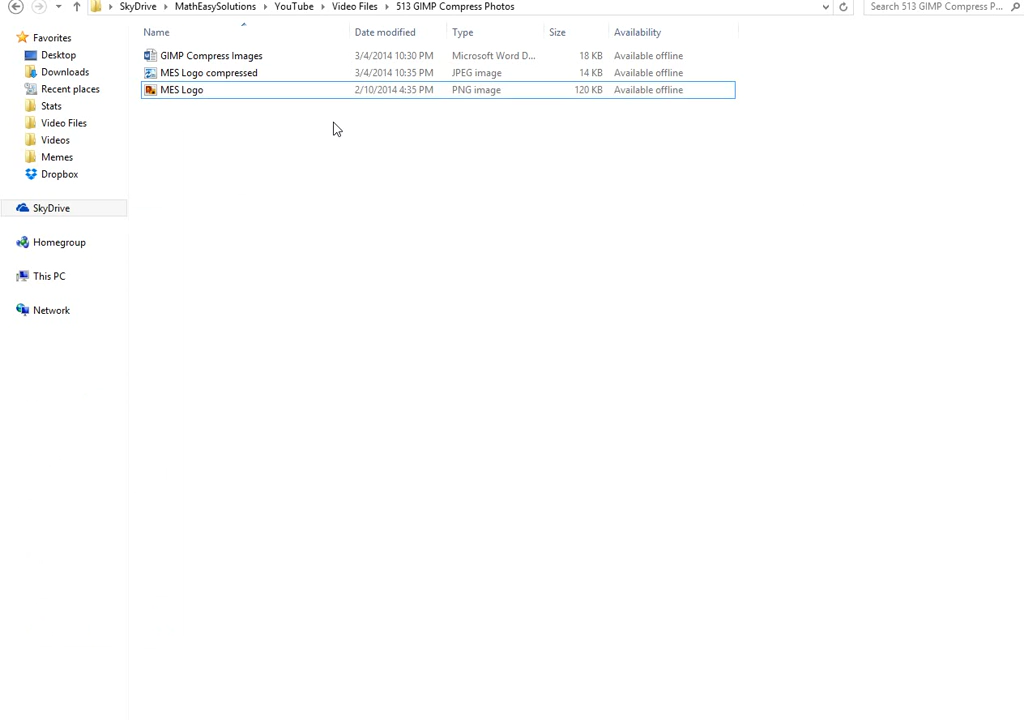 SkyDrive MathEasySolutions YouTube Video Files 513 GIMP Compress Photos Search 513 GIMP Compress P...
Name Date modified Type Size Availability
GIMP Compress Images 3/4/2014 10:30 PM Microsoft Word D... 18 KB Available offline
MES Logo compressed 3/4/2014 10:35 PM JPEG image 14 KB Available offline
MES Logo 2/10/2014 4:35 PM PNG image 120 KB Available offline
Favorites
Desktop
Downloads
Recent places
Stats
Video Files
Videos
Memes
Dropbox
SkyDrive
Homegroup
This PC
Network